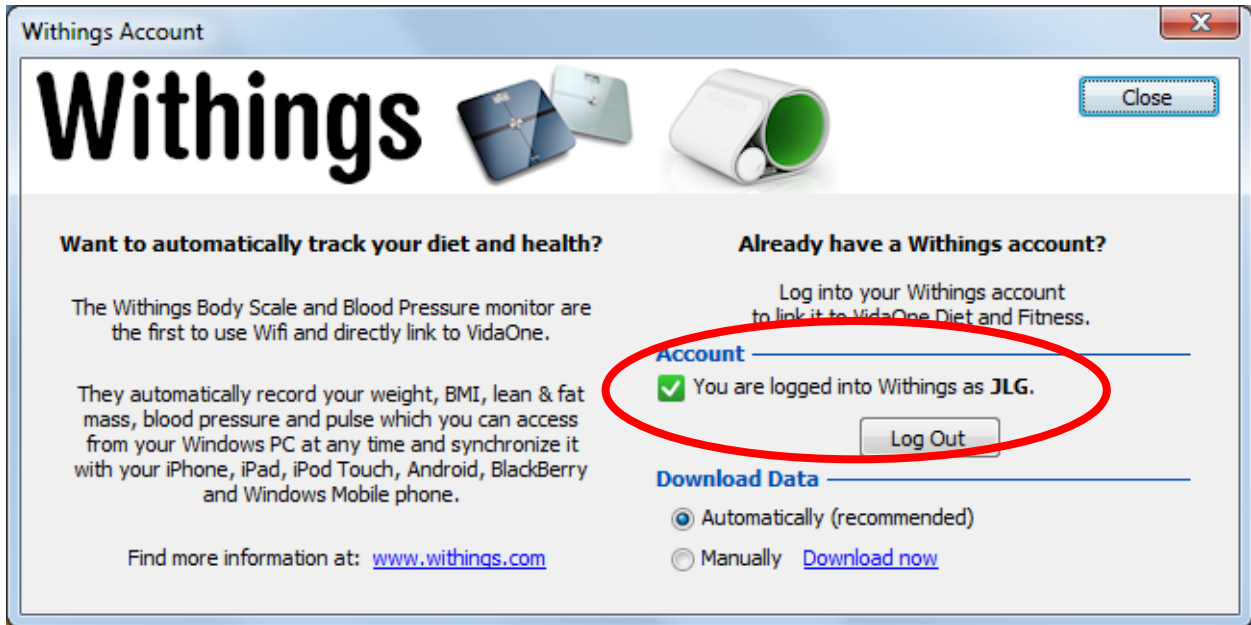 Withings Account
Withings
Close
Want to automatically track your diet and health?
The Withings Body Scale and Blood Pressure monitor are
the first to use Wifi and directly link to VidaOne.
They automatically record your weight, BMI, lean & fat
mass, blood pressure and pulse which you can access
from your Windows PC at any time and synchronize it
with your iPhone, iPad, iPod Touch, Android, BlackBerry
and Windows Mobile phone.
Find more information at: www.withings.com
Already have a Withings account?
Log into your Withings account
to link it to VidaOne Diet and Fitness.
Account
You are logged into Withings as JLG.
Log Out
Download Data
Automatically (recommended)
Manually Download now